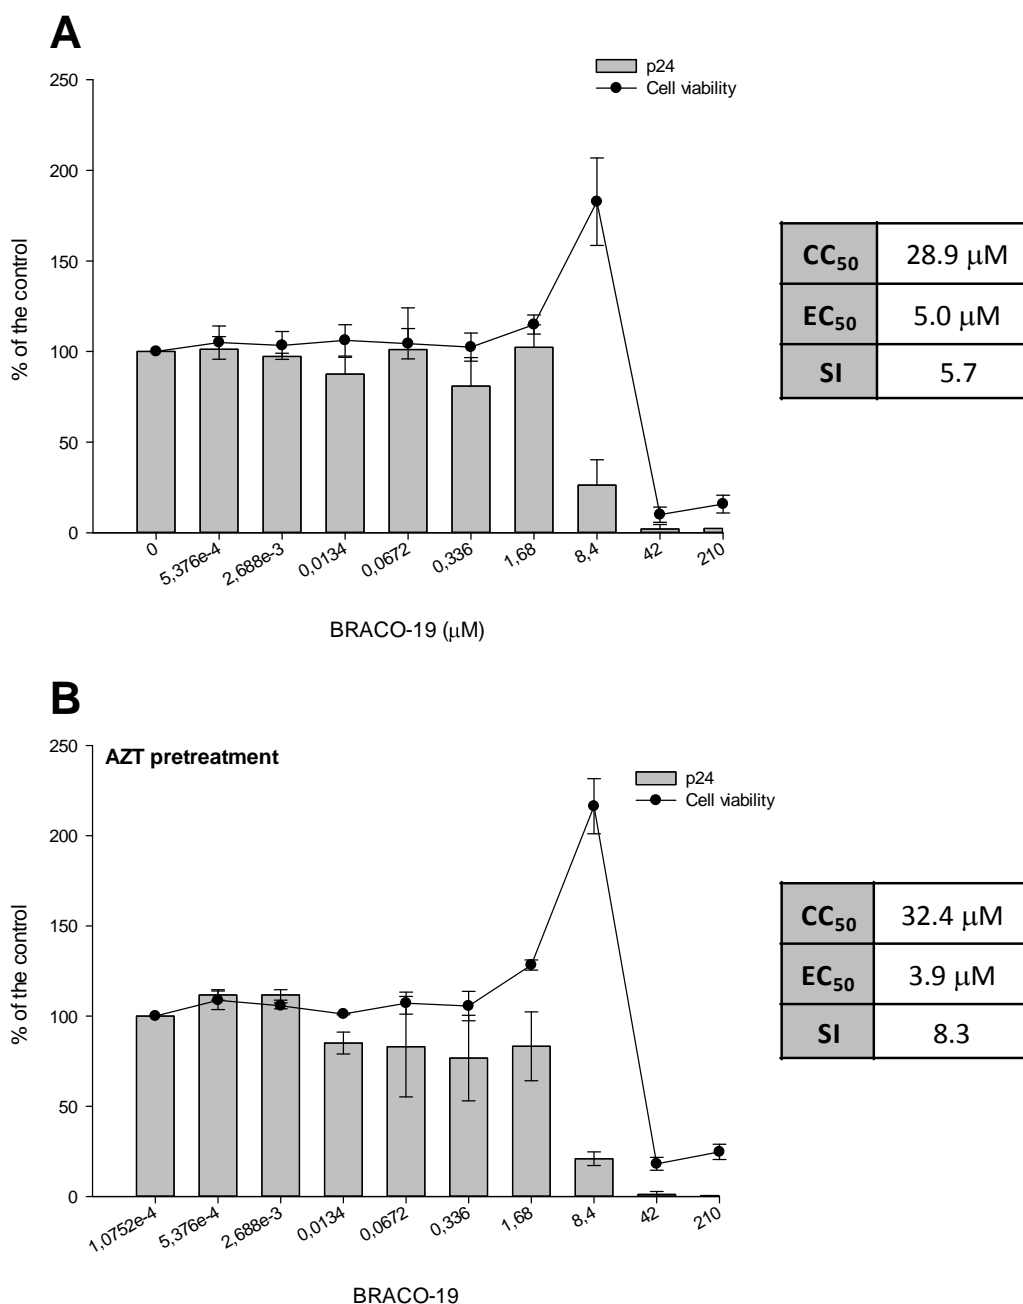 A
p24
Cell viability
250
200
150
100
50
0
% of the control
0
5,376e-4
2,688e-3
0,0134
0,0672
0,336
1,68
8,4
42
210
BRACO-19 (μM)
CC50 28.9 μM
EC50 5.0 μM
SI 5.7
B
AZT pretreatment
p24
Cell viability
250
200
150
100
50
0
% of the control
1,0752e-4
5,376e-4
2,688e-3
0,0134
0,0672
0,336
1,68
8,4
42
210
BRACO-19
CC50 32.4 μM
EC50 3.9 μM
SI 8.3